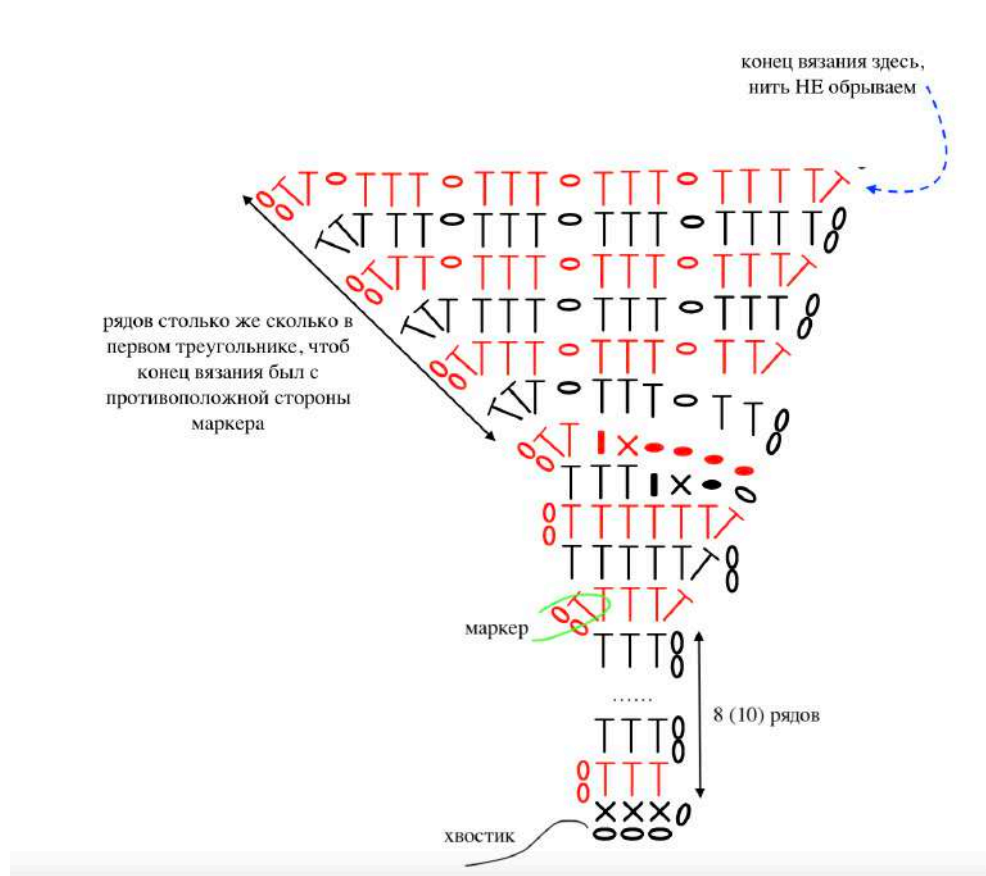 конец вязания здесь,
нить НЕ обрываем
рядов столько же сколько в
первом треугольнике, чтоб
конец вязания был с
противоположной стороны
маркера
маркер
8 (10) рядов
хвостик